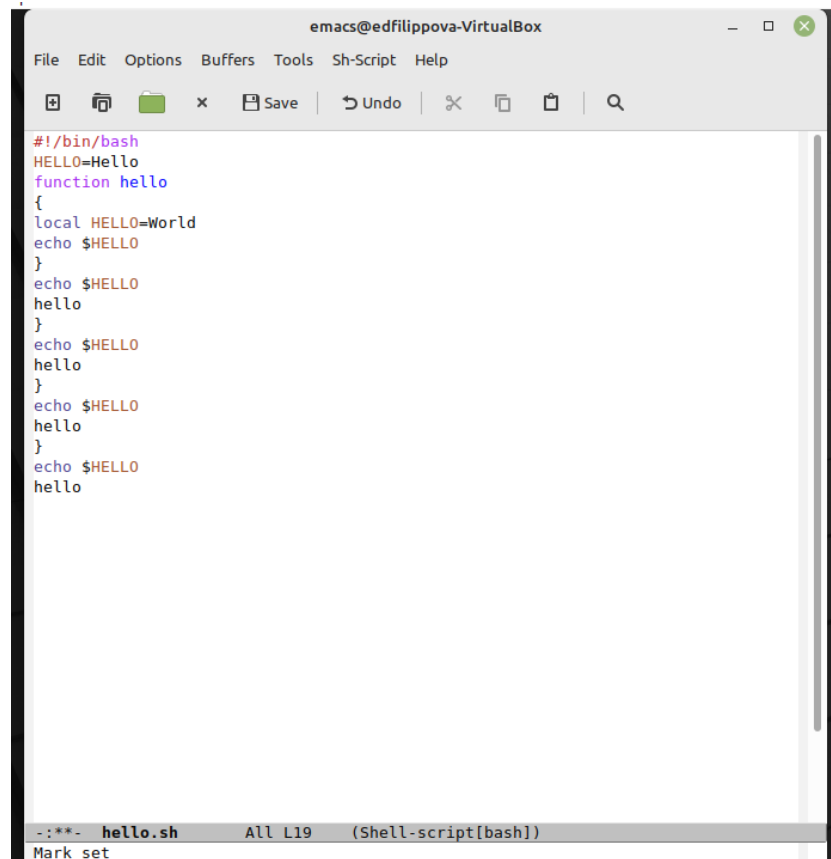 emacs@edfilippova-VirtualBox
File Edit Options Buffers Tools Sh-Script Help
Save Undo
#!/bin/bash
HELLO=Hello
function hello
{
local HELLO=World
echo $HELLO
}
echo $HELLO
hello
}
echo $HELLO
hello
}
echo $HELLO
hello
}
echo $HELLO
hello
-:**- hello.sh All L19 (Shell-script[bash])
Mark set